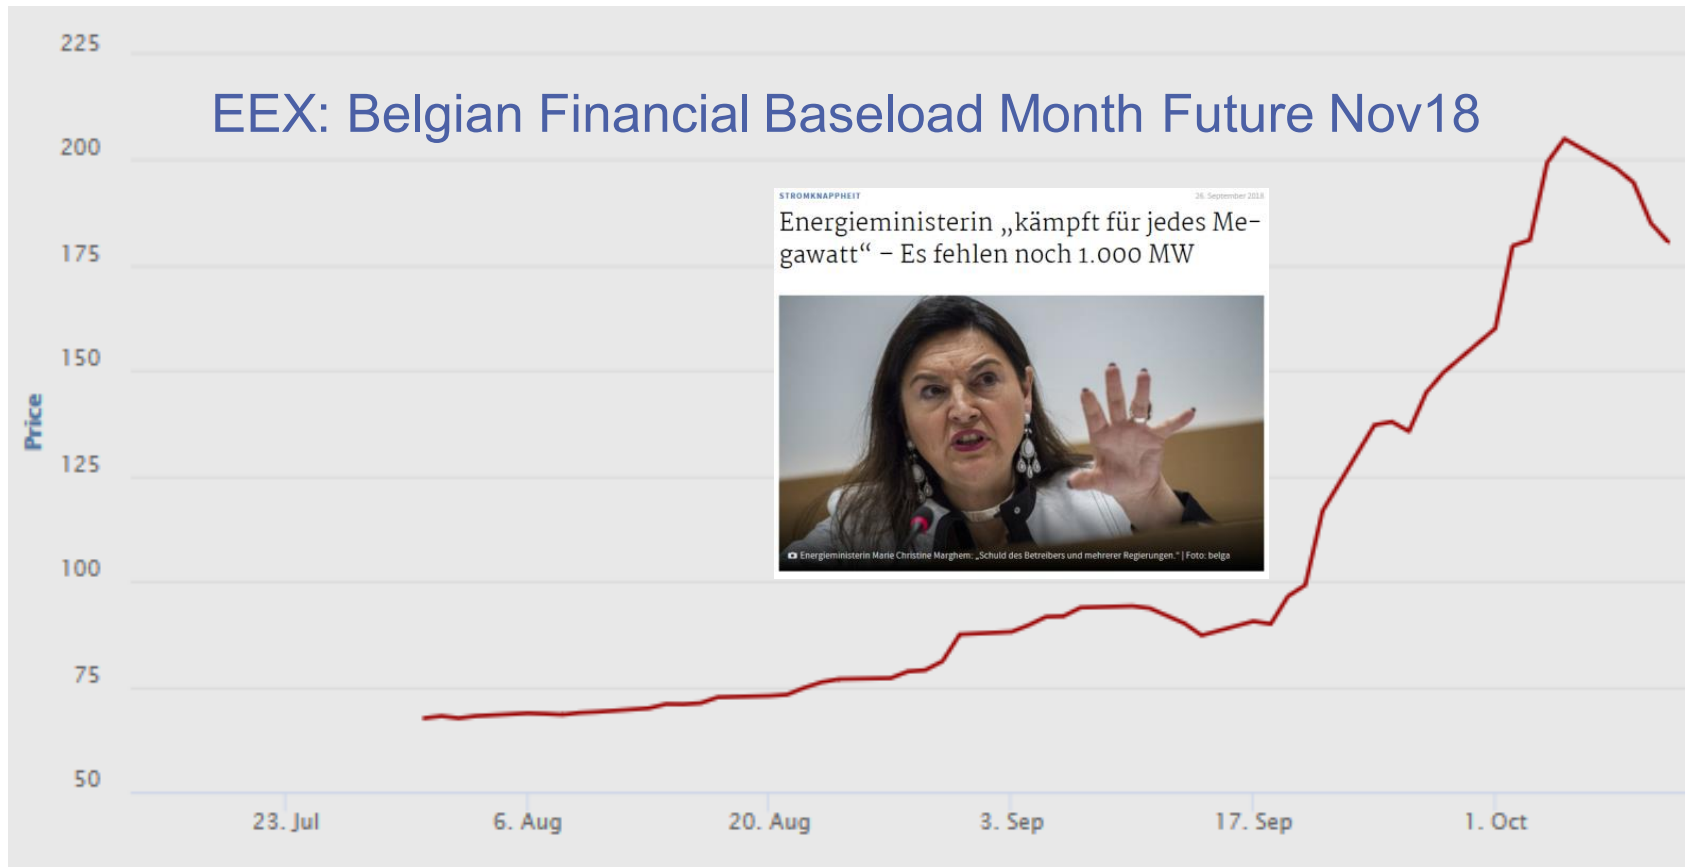 225
EEX: Belgian Financial Baseload Month Future Nov18
200
STROMKNAPPHEIT
26. September 2018
Energieministerin „kämpft für jedes Me-
gawatt“ – Es fehlen noch 1.000 MW
175
150
Price
125
Energieministerin Marie Christine Marghem: „Schuld des Betreibers und mehrerer Regierungen.“ | Foto: belga
100
75
50
23. Jul
6. Aug
20. Aug
3. Sep
17. Sep
1. Oct